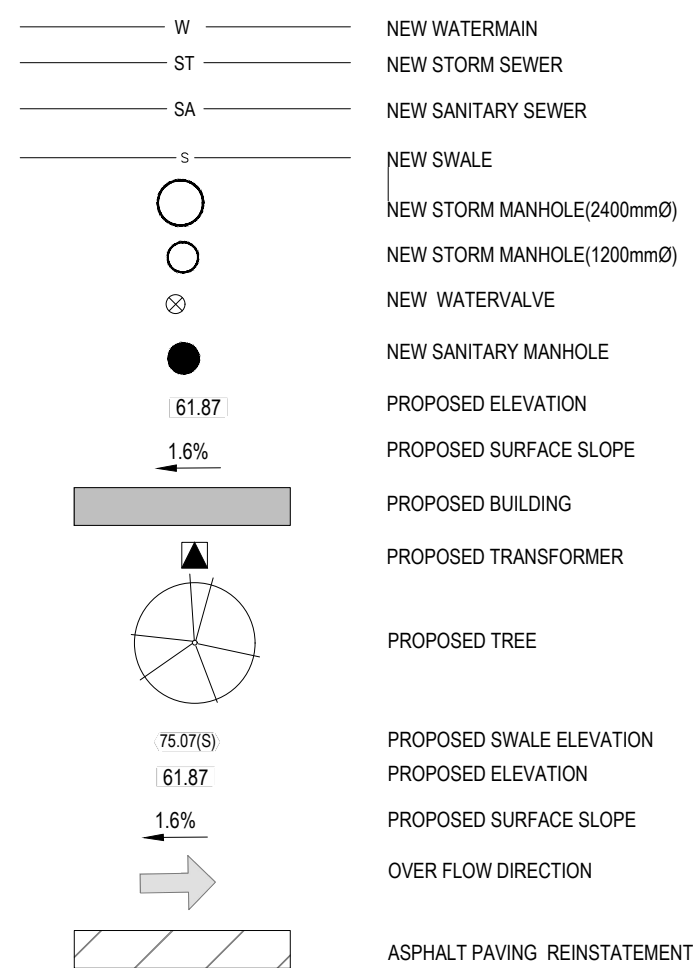 W NEW WATERMAIN
ST NEW STORM SEWER
SA NEW SANITARY SEWER
S NEW SWALE
NEW STORM MANHOLE(2400mmØ)
NEW STORM MANHOLE(1200mmØ)
NEW WATERVALVE
NEW SANITARY MANHOLE
61.87 PROPOSED ELEVATION
1.6% PROPOSED SURFACE SLOPE
PROPOSED BUILDING
PROPOSED TRANSFORMER
PROPOSED TREE
75.07(S) PROPOSED SWALE ELEVATION
61.87 PROPOSED ELEVATION
1.6% PROPOSED SURFACE SLOPE
OVER FLOW DIRECTION
ASPHALT PAVING REINSTATEMENT